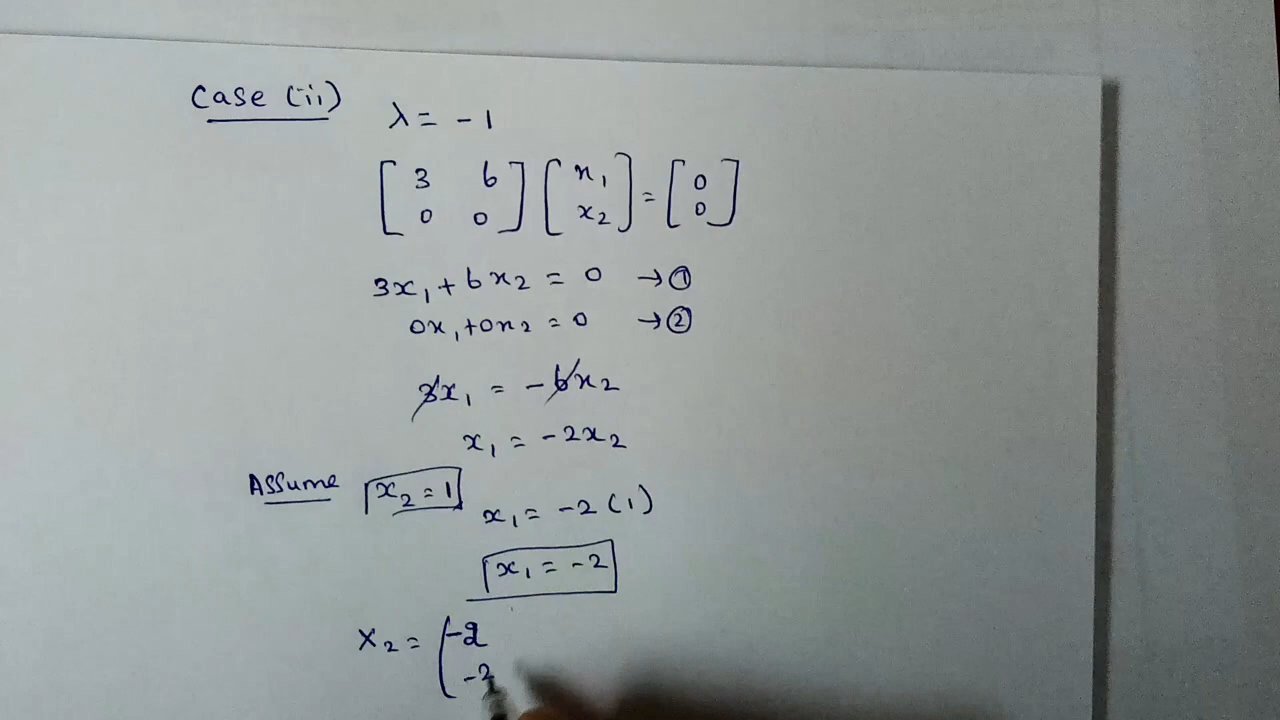 Case (ii)
λ = -1
[3 6 0 0] [x₁ x₂] = [0 0]
3x₁ + 6x₂ = 0 → ①
0x₁ + 0x₂ = 0 → ②
3x₁ = -6x₂
x₁ = -2x₂
Assume x₂ = 1 x₁ = -2(1)
x₁ = -2
X₂ = (-2 -2